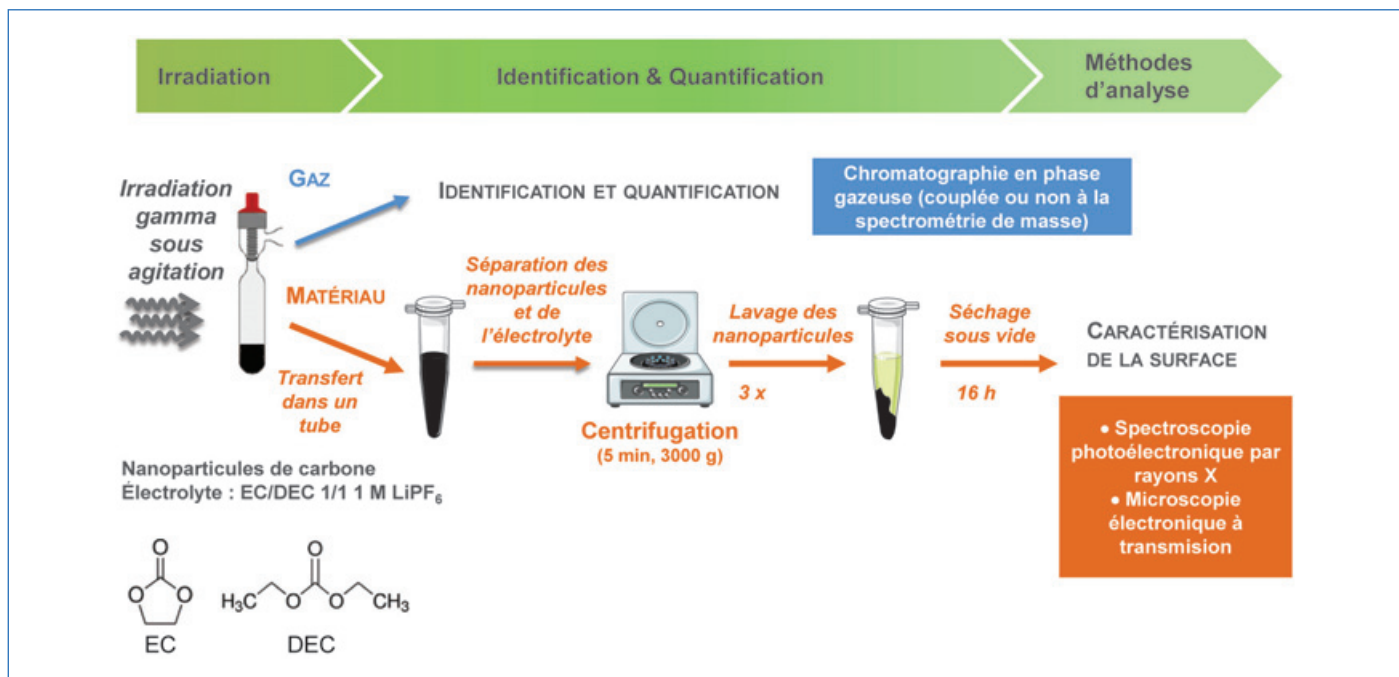 Irradiation
Identification & Quantification
Méthodes
d'analyse
Irradiation
gamma
sous
agitation
GAZ
IDENTIFICATION ET QUANTIFICATION
Chromatographie en phase
gazeuse (couplée ou non à la
spectrométrie de masse)
MATÉRIAU
Transfert
dans un
tube
Séparation des
nanoparticules
et de
l'électrolyte
Centrifugation
(5 min, 3000 g)
Lavage des
nanoparticules
3 x
Séchage
sous vide
16 h
CARACTÉRISATION
DE LA SURFACE
• Spectroscopie
photoélectronique par
rayons X
• Microscopie
électronique à
transmision
Nanoparticules de carbone
Électrolyte : EC/DEC 1/1 1 M LiPF₆
O
O O
EC
O
H₃C O O CH₃
DEC